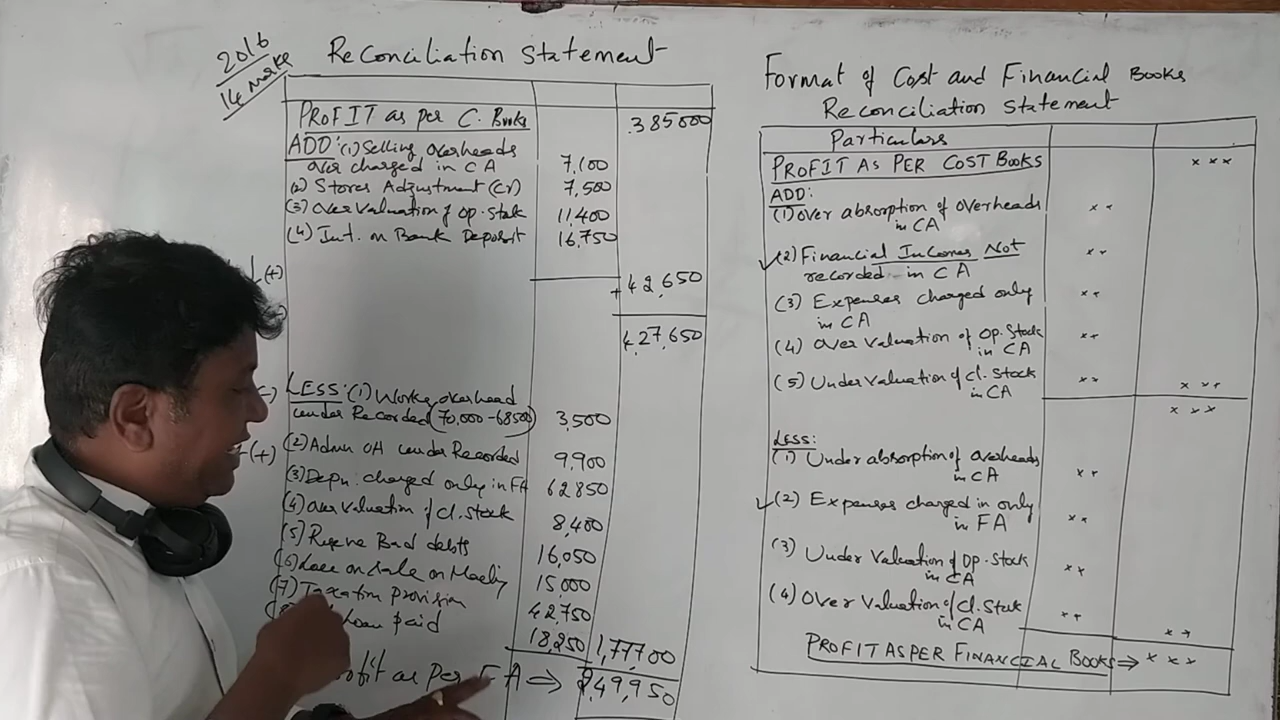 2016
14 marks
Reconciliation Statement
PROFIT as per C. Books 385000
ADD: (1) Selling overheads
over charged in CA 7,100
(2) Stores Adjustment (Cr) 7,500
(3) Over Valuation of Op. Stock 11,400
(4) Int. on Bank Deposit 16,750
(+)
+ 42,650
4,27,650
LESS: (1) Works overhead
under Recorded (70,000-68500) 3,500
(+) (2) Admn OH under Recorded 9,900
(3) Depn: charged only in FA 62850
(4) Over Valuation of Cl. Stock 8,400
(5) Reserve Bad debts 16,050
(6) Loss on Sale on 15000
(7) Taxation provision 42,750
Loan paid 18,250 1,77,700
Profit as Per FA ⇒ 2,49,950
Format of Cost and Financial Books
Reconciliation Statement
Particulars
PROFIT AS PER COST BOOKS xxx
ADD:
(1) Over absorption of overheads
in CA xx
(2) Financial Incomes Not
recorded in CA xx
(3) Expenses charged only
in CA xx
(4) Over Valuation of Op. Stock
in CA xx
(5) Under Valuation of Cl. Stock
in CA xx xxx
xxx
LESS:
(1) Under absorption of overheads
in CA xx
(2) Expenses charged in only
in FA xx
(3) Under Valuation of Op. Stock
in CA xx
(4) Over Valuation of Cl. Stock
in CA xx xx
PROFIT AS PER FINANCIAL BOOKS ⇒ xxx